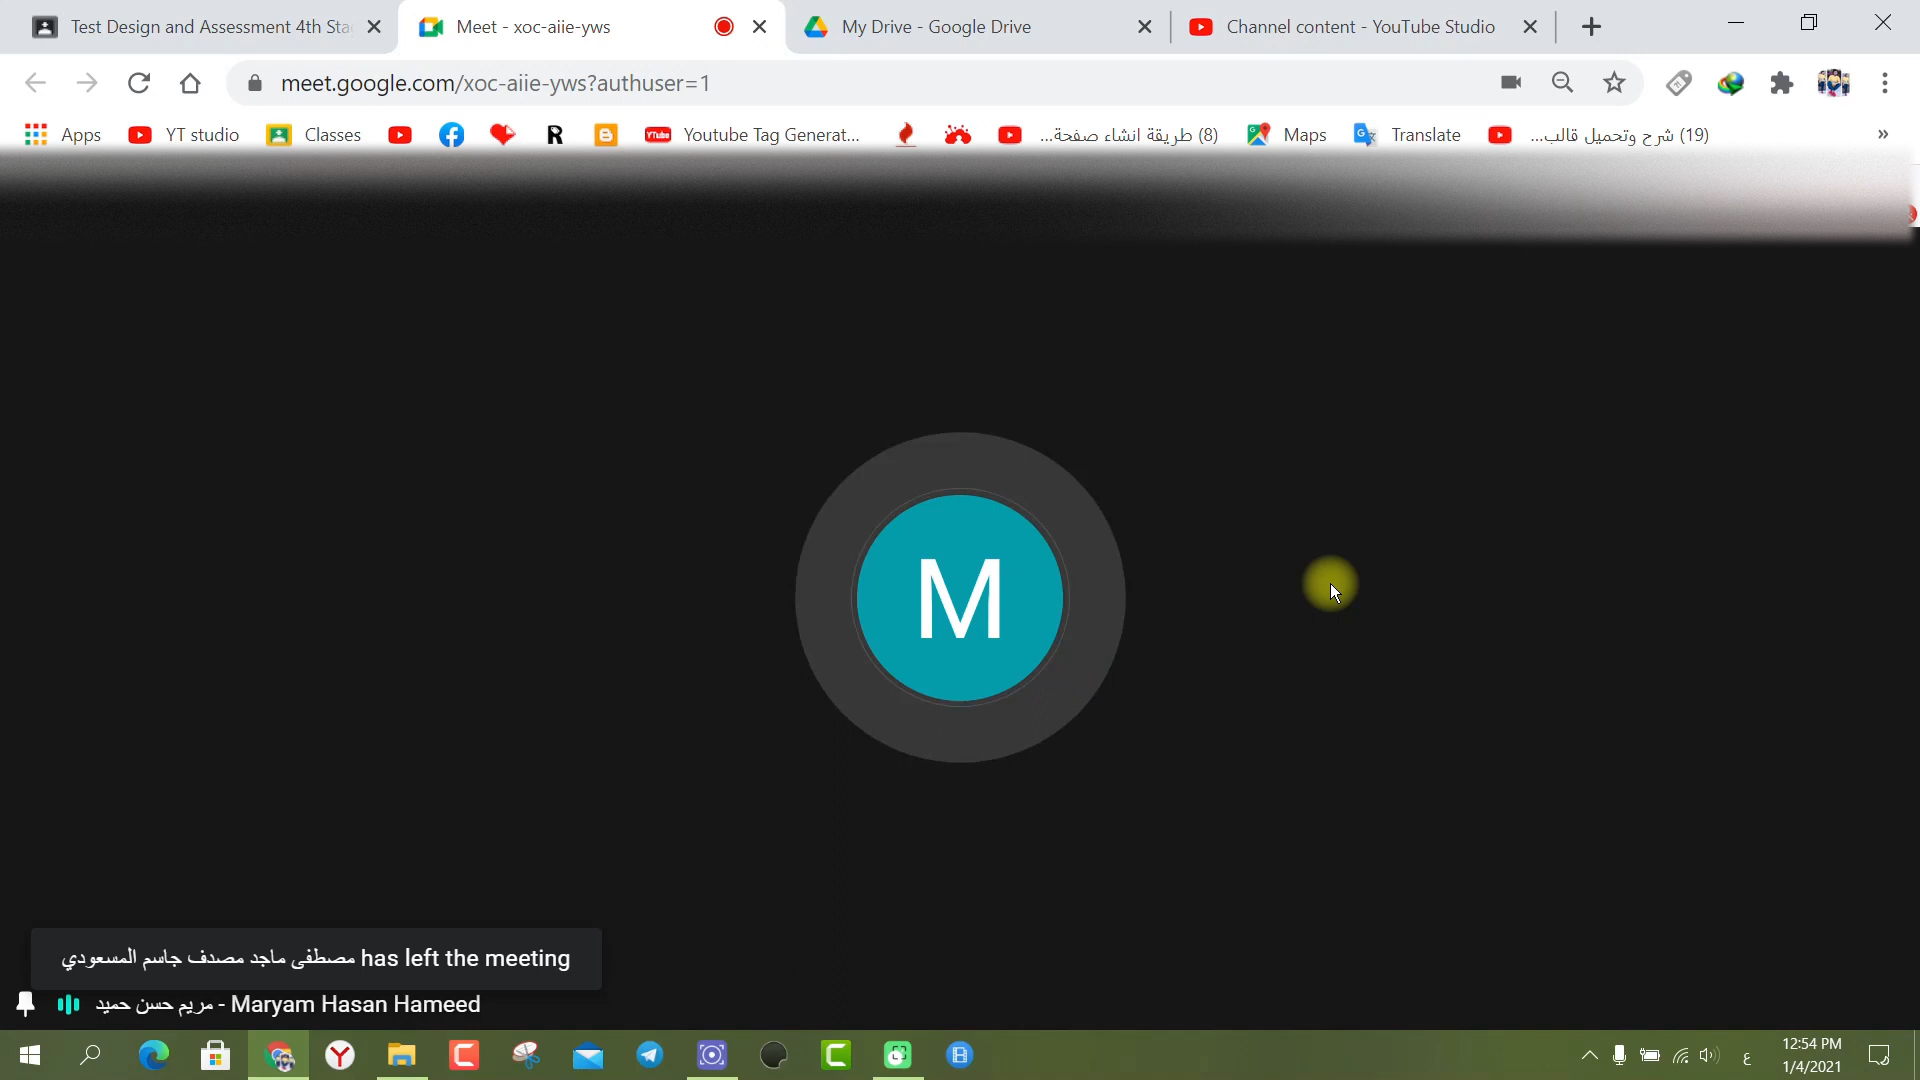 Test Design and Assessment 4th Sta
Meet - xoc-aiie-yws
My Drive - Google Drive
Channel content - YouTube Studio
meet.google.com/xoc-aiie-yws?authuser=1
Apps
YT studio
Classes
R
YTube
Youtube Tag Generat...
(8) طريقة انشاء صفحة...
Maps
Translate
(19) شرح وتحميل قالب...
»
M
مصطفى ماجد مصدف جاسم المسعودي has left the meeting
مريم حسن حميد - Maryam Hasan Hameed
ع
12:54 PM
1/4/2021